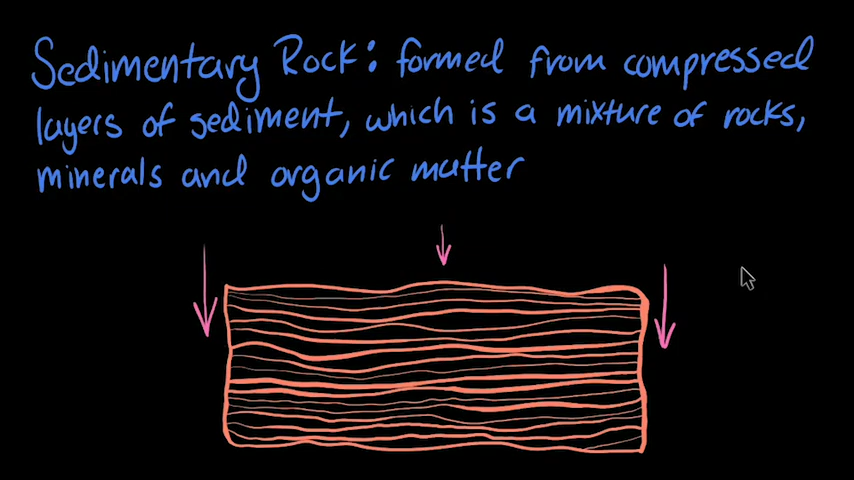 Sedimentary Rock: formed from compressed
layers of sediment, which is a mixture of rocks,
minerals and organic matter